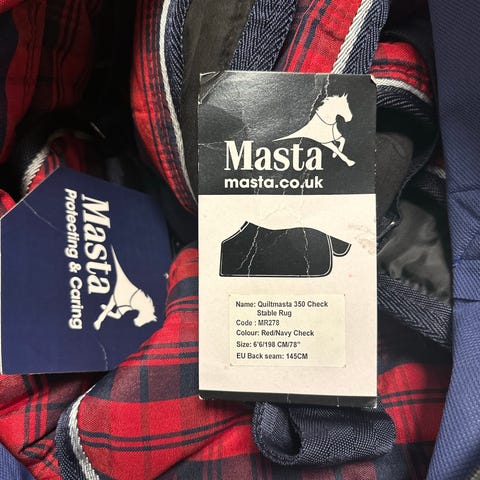 Masta
masta.co.uk
Name: Quiltmasta 350 Check
Stable Rug
Code : MR278
Colour: Red/Navy Check
Size: 6'6/198 CM/78"
EU Back seam: 145CM
Masta
Protecting & Caring